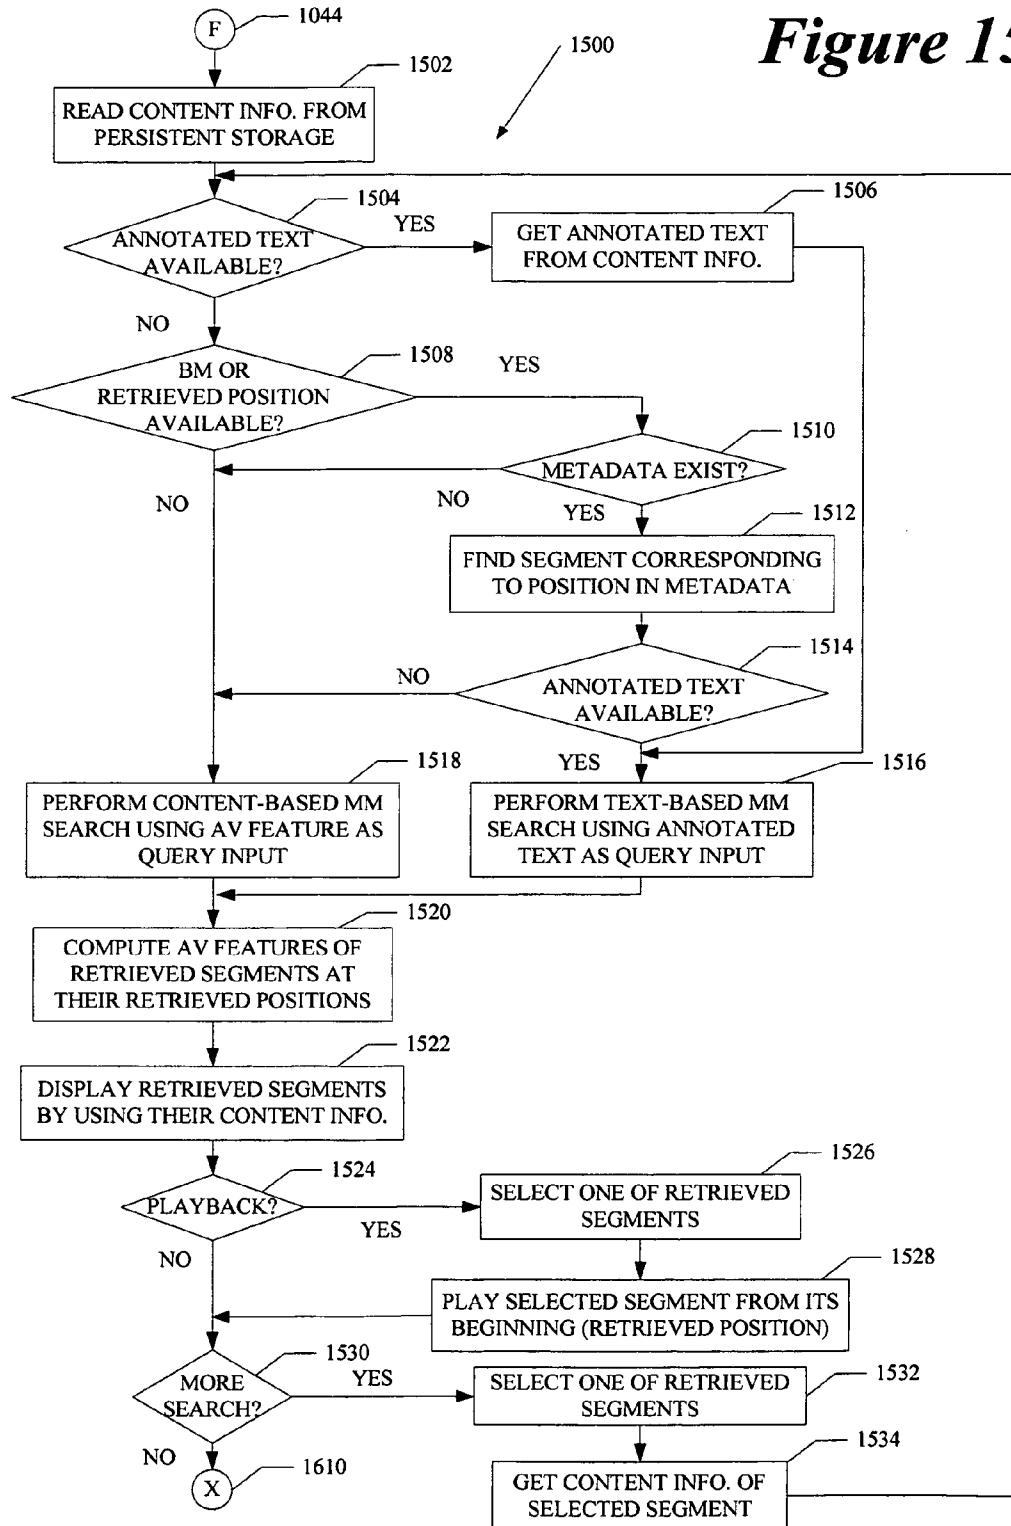 F
1044
Figure 15
1500
1502
READ CONTENT INFO. FROM
PERSISTENT STORAGE
1504
ANNOTATED TEXT
AVAILABLE?
YES
1506
GET ANNOTATED TEXT
FROM CONTENT INFO.
NO
1508
BM OR
RETRIEVED POSITION
AVAILABLE?
YES
1510
METADATA EXIST?
NO
NO
YES
1512
FIND SEGMENT CORRESPONDING
TO POSITION IN METADATA
1514
NO
ANNOTATED TEXT
AVAILABLE?
YES
1518
PERFORM CONTENT-BASED MM
SEARCH USING AV FEATURE AS
QUERY INPUT
1516
PERFORM TEXT-BASED MM
SEARCH USING ANNOTATED
TEXT AS QUERY INPUT
1520
COMPUTE AV FEATURES OF
RETRIEVED SEGMENTS AT
THEIR RETRIEVED POSITIONS
1522
DISPLAY RETRIEVED SEGMENTS
BY USING THEIR CONTENT INFO.
1524
PLAYBACK?
YES
1526
SELECT ONE OF RETRIEVED
SEGMENTS
NO
1528
PLAY SELECTED SEGMENT FROM ITS
BEGINNING (RETRIEVED POSITION)
1530
MORE
SEARCH?
YES
1532
SELECT ONE OF RETRIEVED
SEGMENTS
NO
X
1610
1534
GET CONTENT INFO. OF
SELECTED SEGMENT